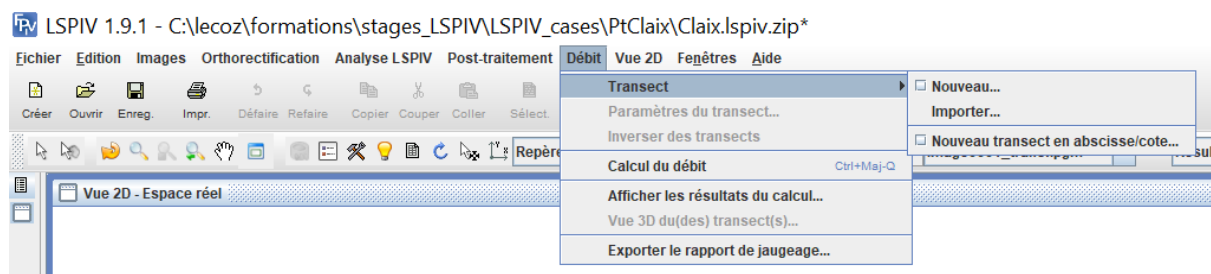 LSPIV 1.9.1 - C:\lecoz\formations\stages_LSPIV\LSPIV_cases\PtClaix\Claix.lspiv.zip*
Fichier Edition Images Orthorectification Analyse LSPIV Post-traitement Débit Vue 2D Fenêtres Aide
Créer Ouvrir Enreg. Impr. Défaire Refaire Copier Couper Coller Sélect.
Transect
Paramètres du transect...
Inverser des transects
Calcul du débit Ctrl+Maj-Q
Afficher les résultats du calcul...
Vue 3D du(des) transect(s)...
Exporter le rapport de jaugeage...
Nouveau...
Importer...
Nouveau transect en abscisse/cote...
Repère
Vue 2D - Espace réel